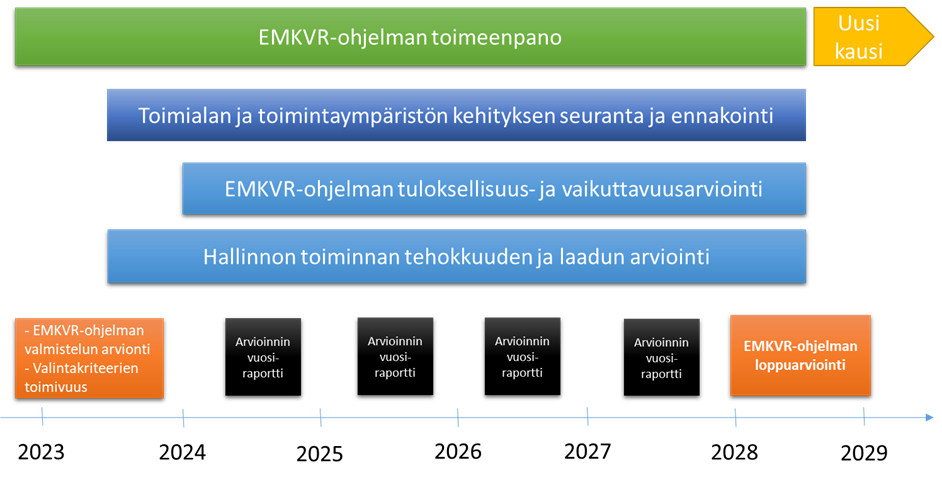 EMKVR-ohjelman toimeenpano
Uusi
kausi
Toimialan ja toimintaympäristön kehityksen seuranta ja ennakointi
EMKVR-ohjelman tuloksellisuus- ja vaikuttavuusarviointi
Hallinnon toiminnan tehokkuuden ja laadun arviointi
- EMKVR-ohjelman
valmistelun arvionti
- Valintakriteerien
toimivuus
Arvioinnin
vuosi-
raportti
Arvioinnin
vuosi-
raportti
Arvioinnin
vuosi-
raportti
Arvioinnin
vuosi-
raportti
EMKVR-ohjelman
loppuarviointi
2023
2024
2025
2026
2027
2028
2029